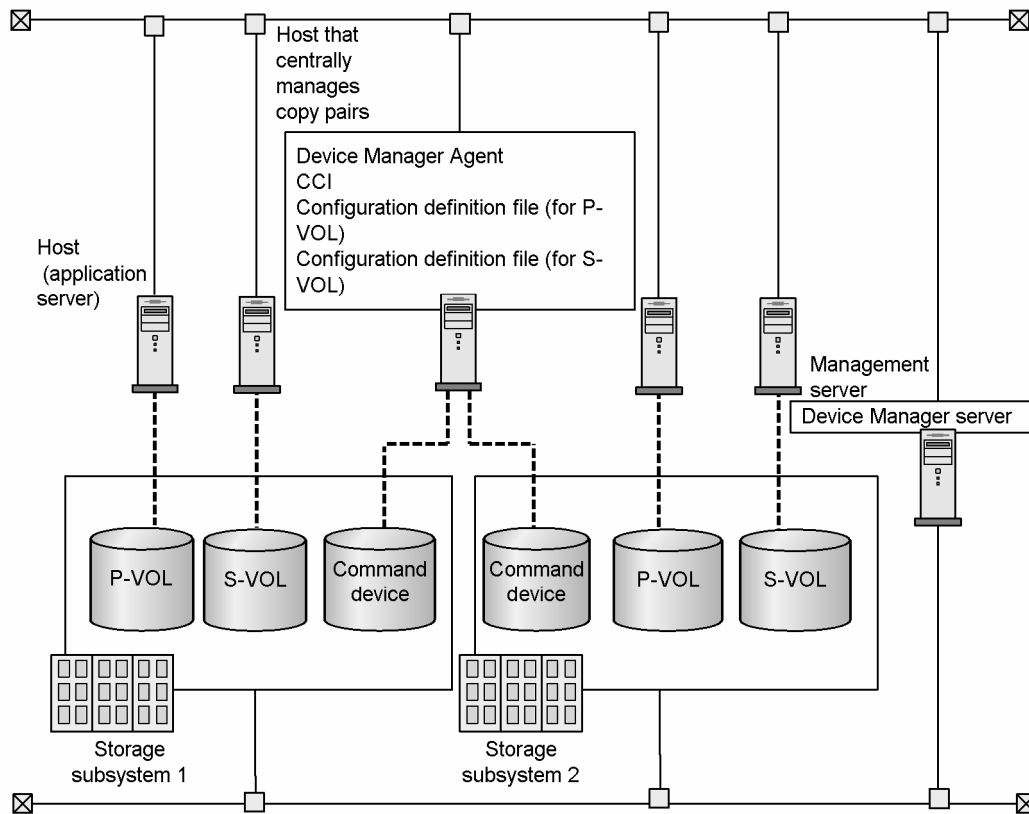 Host that
centrally
manages
copy pairs
Device Manager Agent
CCI
Configuration definition file (for P-
VOL)
Configuration definition file (for S-
VOL)
Host
(application
server)
Management
server
Device Manager server
P-VOL
S-VOL
Command
device
Command
device
P-VOL
S-VOL
Storage
subsystem 1
Storage
subsystem 2